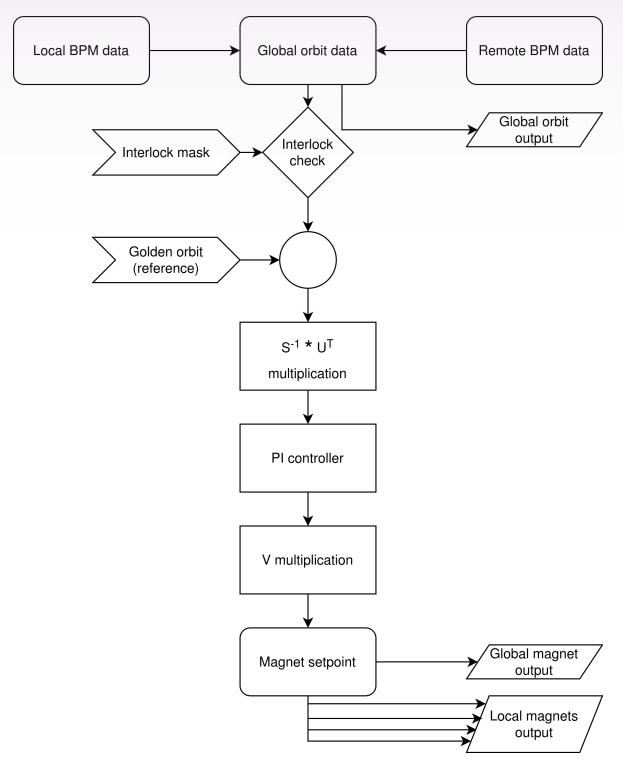 Local BPM data
Global orbit data
Remote BPM data
Global orbit
output
Interlock mask
Interlock
check
Golden orbit
(reference)
S⁻¹ * Uᵀ
multiplication
PI controller
V multiplication
Magnet setpoint
Global magnet
output
Local magnets
output